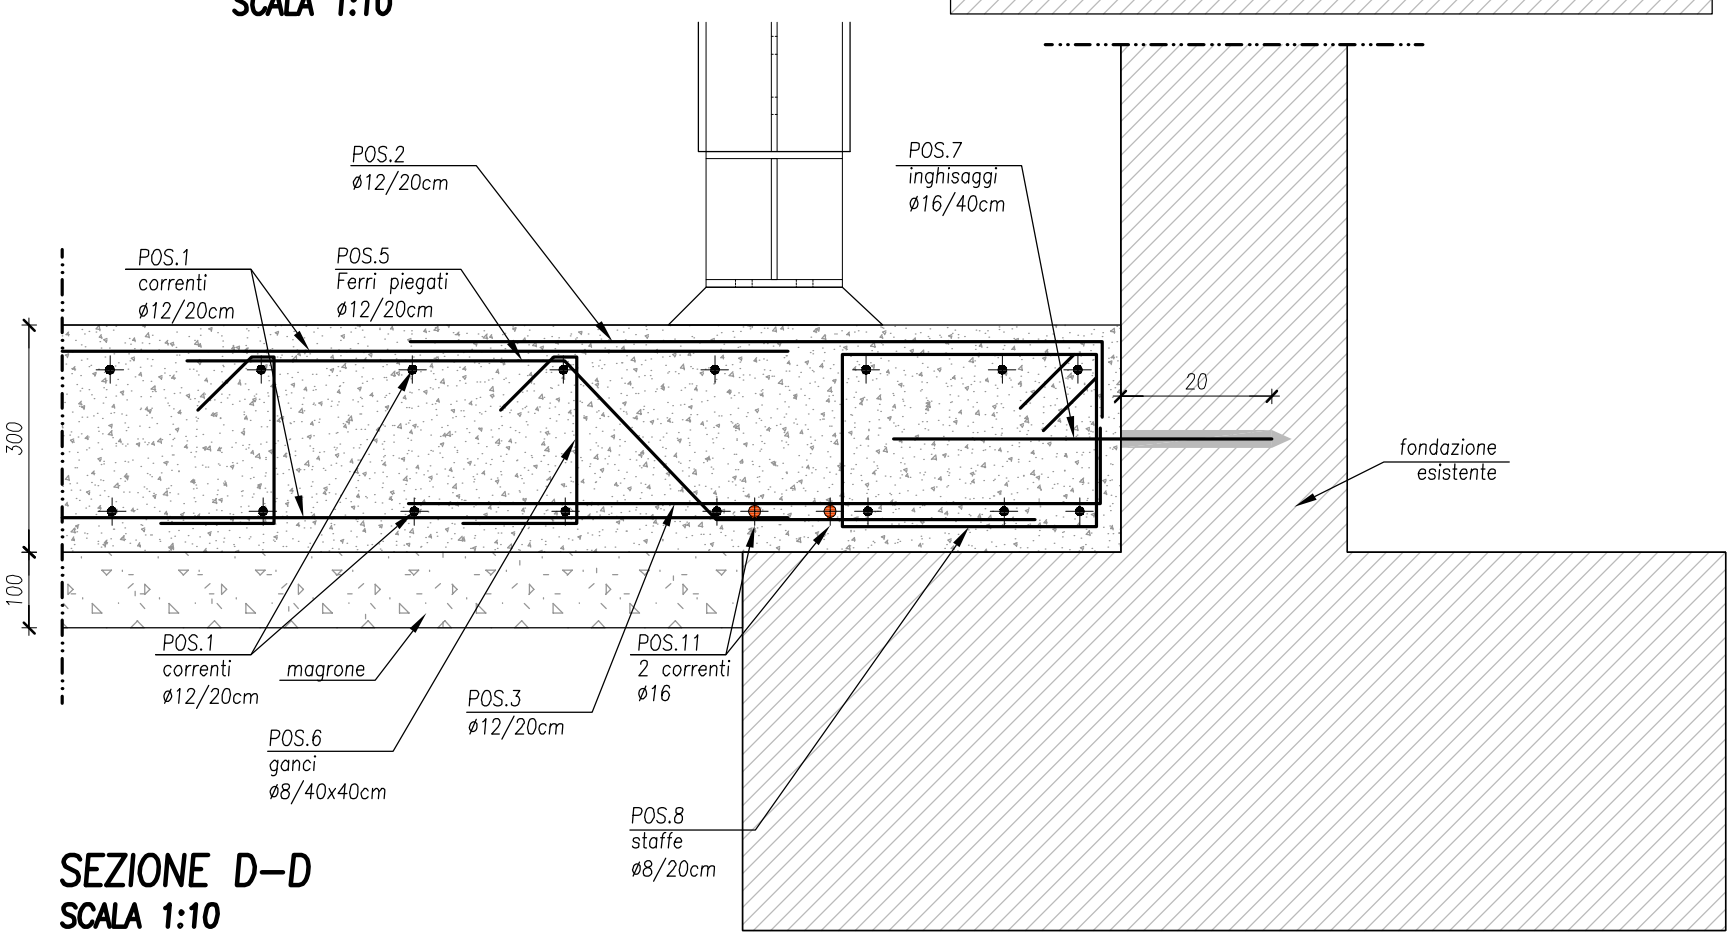 SCALA 1:10
POS.2
ø12/20cm
POS.7
inghisaggi
ø16/40cm
POS.1
correnti
ø12/20cm
POS.5
Ferri piegati
ø12/20cm
20
300
fondazione
esistente
100
POS.1
correnti
ø12/20cm
magrone
POS.11
2 correnti
ø16
POS.3
ø12/20cm
POS.6
ganci
ø8/40x40cm
POS.8
staffe
ø8/20cm
SEZIONE D-D
SCALA 1:10